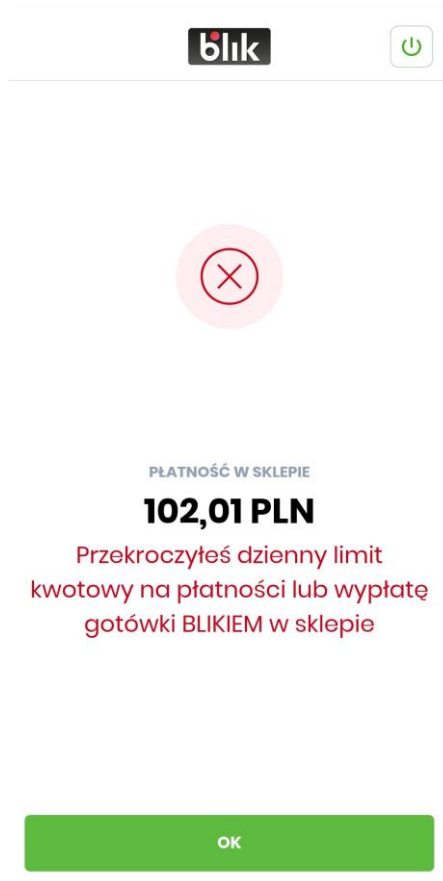 blik
PŁATNOŚĆ W SKLEPIE
102,01 PLN
Przekroczyłeś dzienny limit
kwotowy na płatności lub wypłatę
gotówki BLIKIEM w sklepie
OK